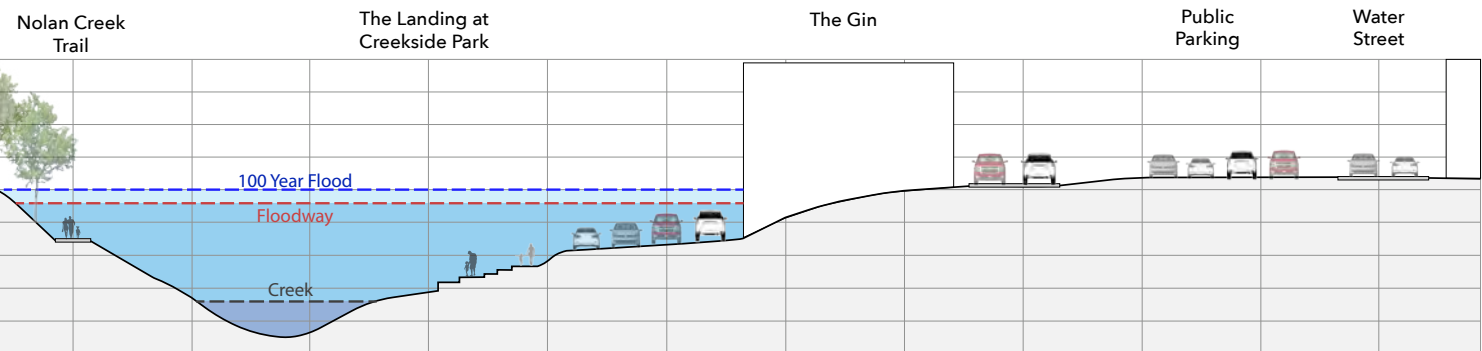 Nolan Creek
Trail
The Landing at
Creekside Park
The Gin
Public
Parking
Water
Street
100 Year Flood
Floodway
Creek